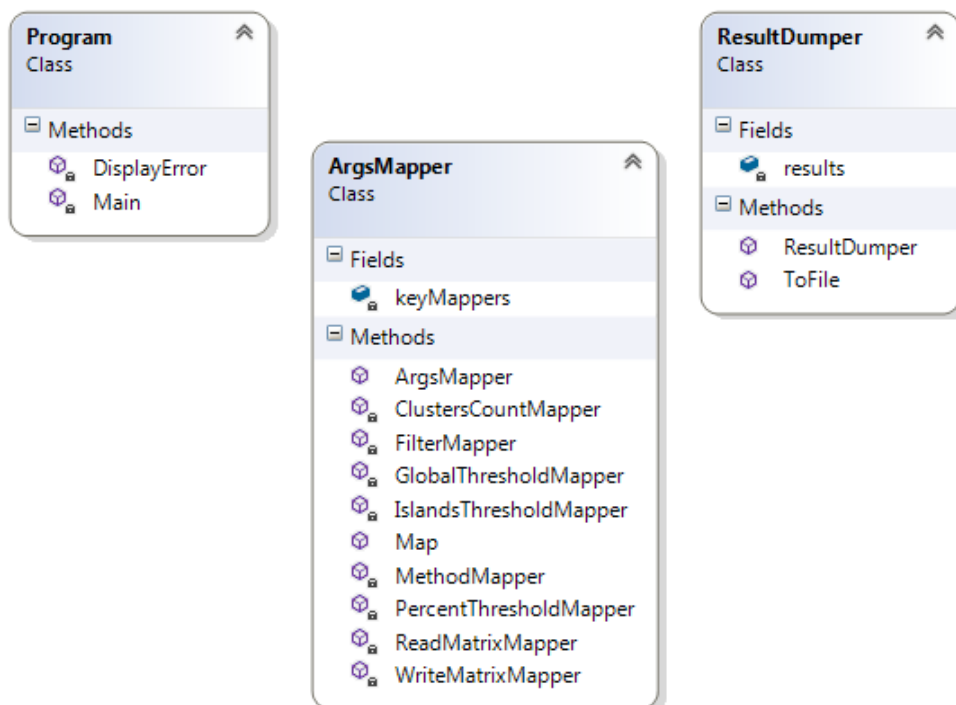 Program
Class
Methods
DisplayError
Main
ArgsMapper
Class
Fields
keyMappers
Methods
ArgsMapper
ClustersCountMapper
FilterMapper
GlobalThresholdMapper
IslandsThresholdMapper
Map
MethodMapper
PercentThresholdMapper
ReadMatrixMapper
WriteMatrixMapper
ResultDumper
Class
Fields
results
Methods
ResultDumper
ToFile